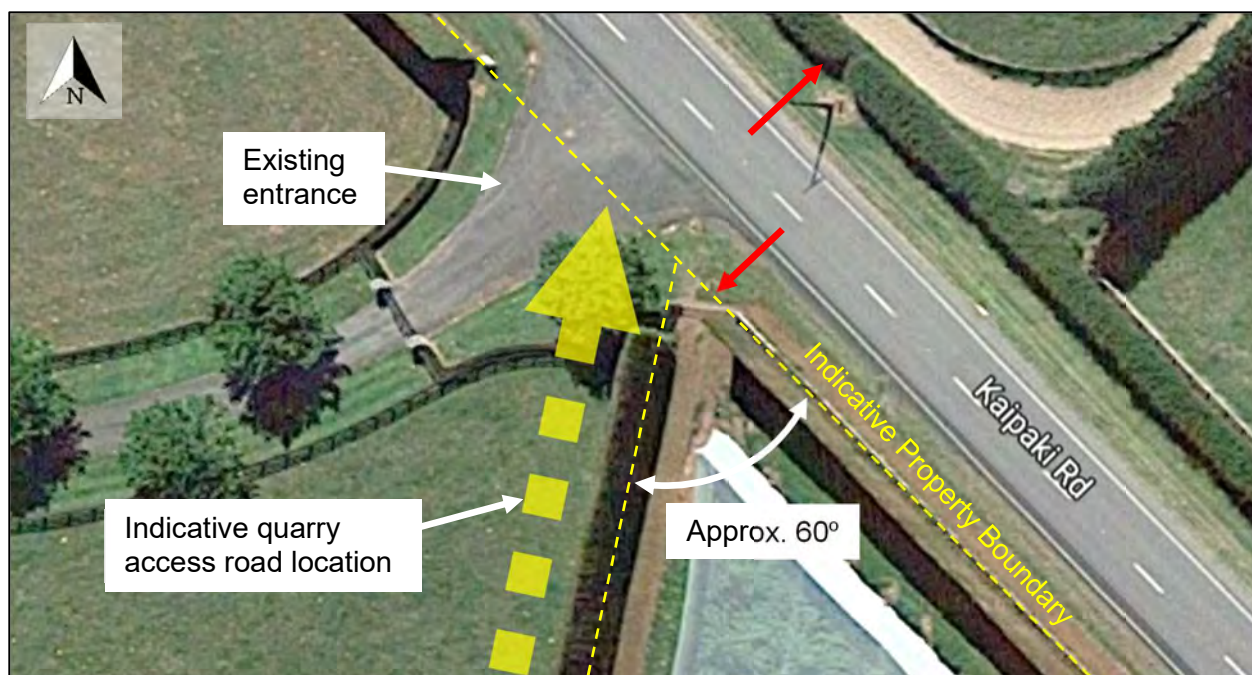 N
Existing
entrance
Indicative Property Boundary
Kaipaki Rd
Indicative quarry
access road location
Approx. 60º